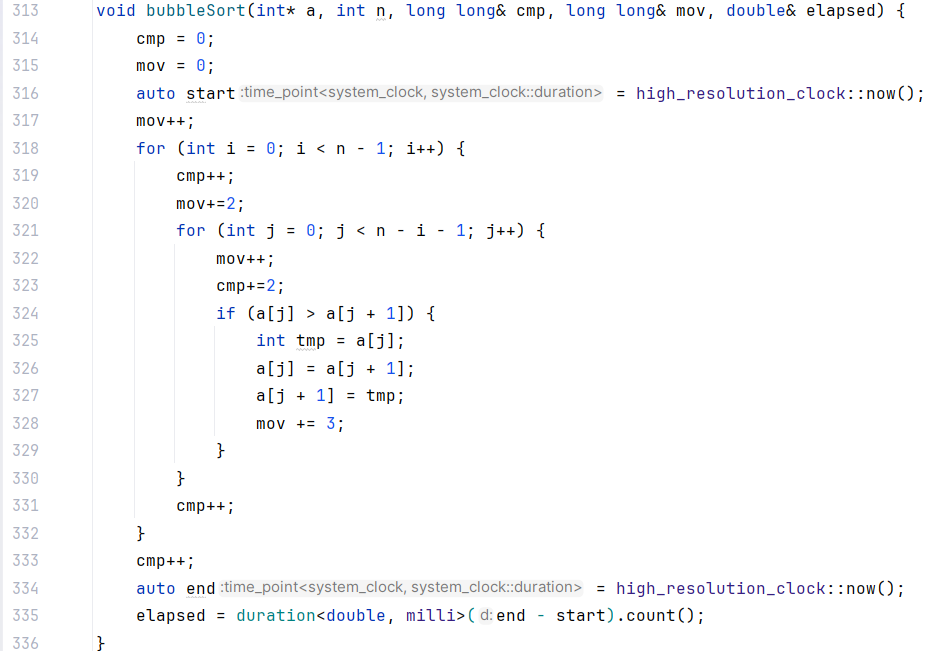 313 void bubbleSort(int* a, int n, long long& cmp, long long& mov, double& elapsed) {
314 cmp = 0;
315 mov = 0;
316 auto start :time_point<system_clock, system_clock::duration> = high_resolution_clock::now();
317 mov++;
318 for (int i = 0; i < n - 1; i++) {
319 cmp++;
320 mov+=2;
321 for (int j = 0; j < n - i - 1; j++) {
322 mov++;
323 cmp+=2;
324 if (a[j] > a[j + 1]) {
325 int tmp = a[j];
326 a[j] = a[j + 1];
327 a[j + 1] = tmp;
328 mov += 3;
329 }
330 }
331 cmp++;
332 }
333 cmp++;
334 auto end :time_point<system_clock, system_clock::duration> = high_resolution_clock::now();
335 elapsed = duration<double, milli>( d: end - start).count();
336 }